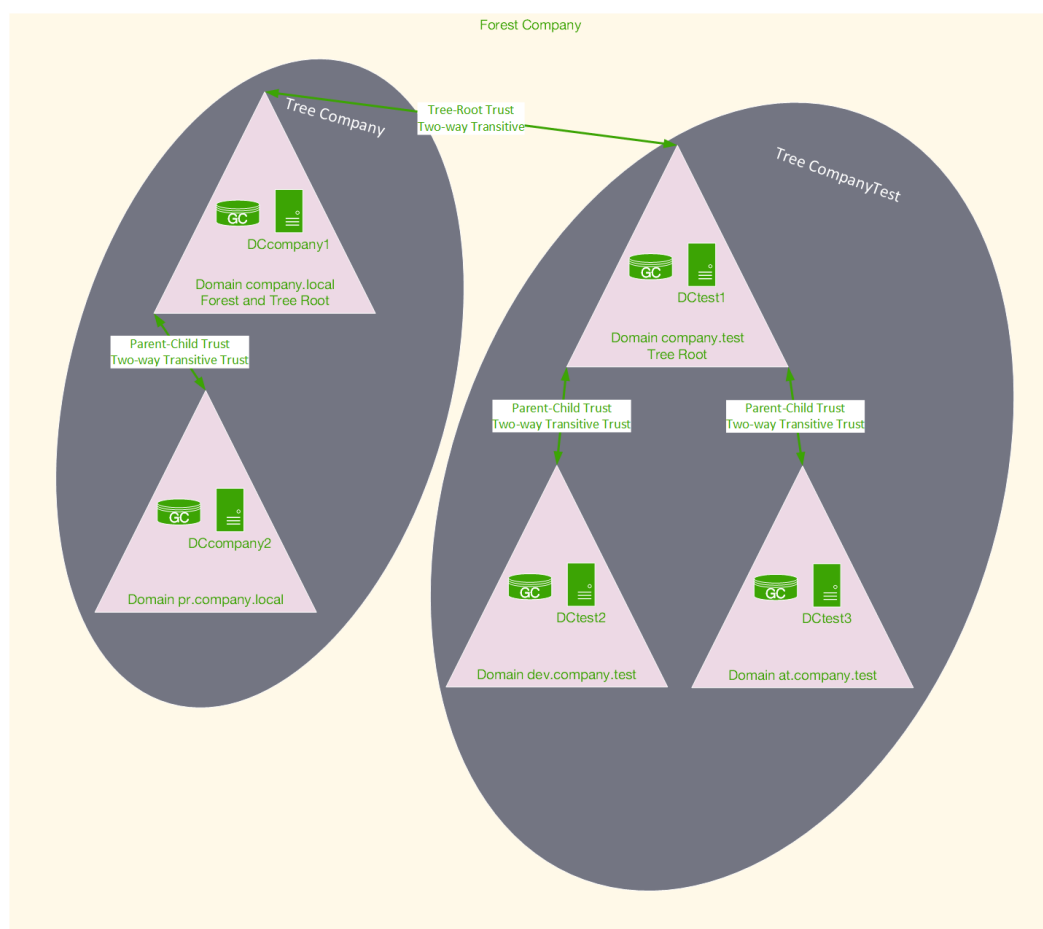 Forest Company
Tree Company
Tree-Root Trust
Two-way Transitive
Tree CompanyTest
GC
DCcompany1
Domain company.local
Forest and Tree Root
GC
DCtest1
Domain company.test
Tree Root
Parent-Child Trust
Two-way Transitive Trust
Parent-Child Trust
Two-way Transitive Trust
Parent-Child Trust
Two-way Transitive Trust
GC
DCcompany2
Domain pr.company.local
GC
DCtest2
Domain dev.company.test
GC
DCtest3
Domain at.company.test